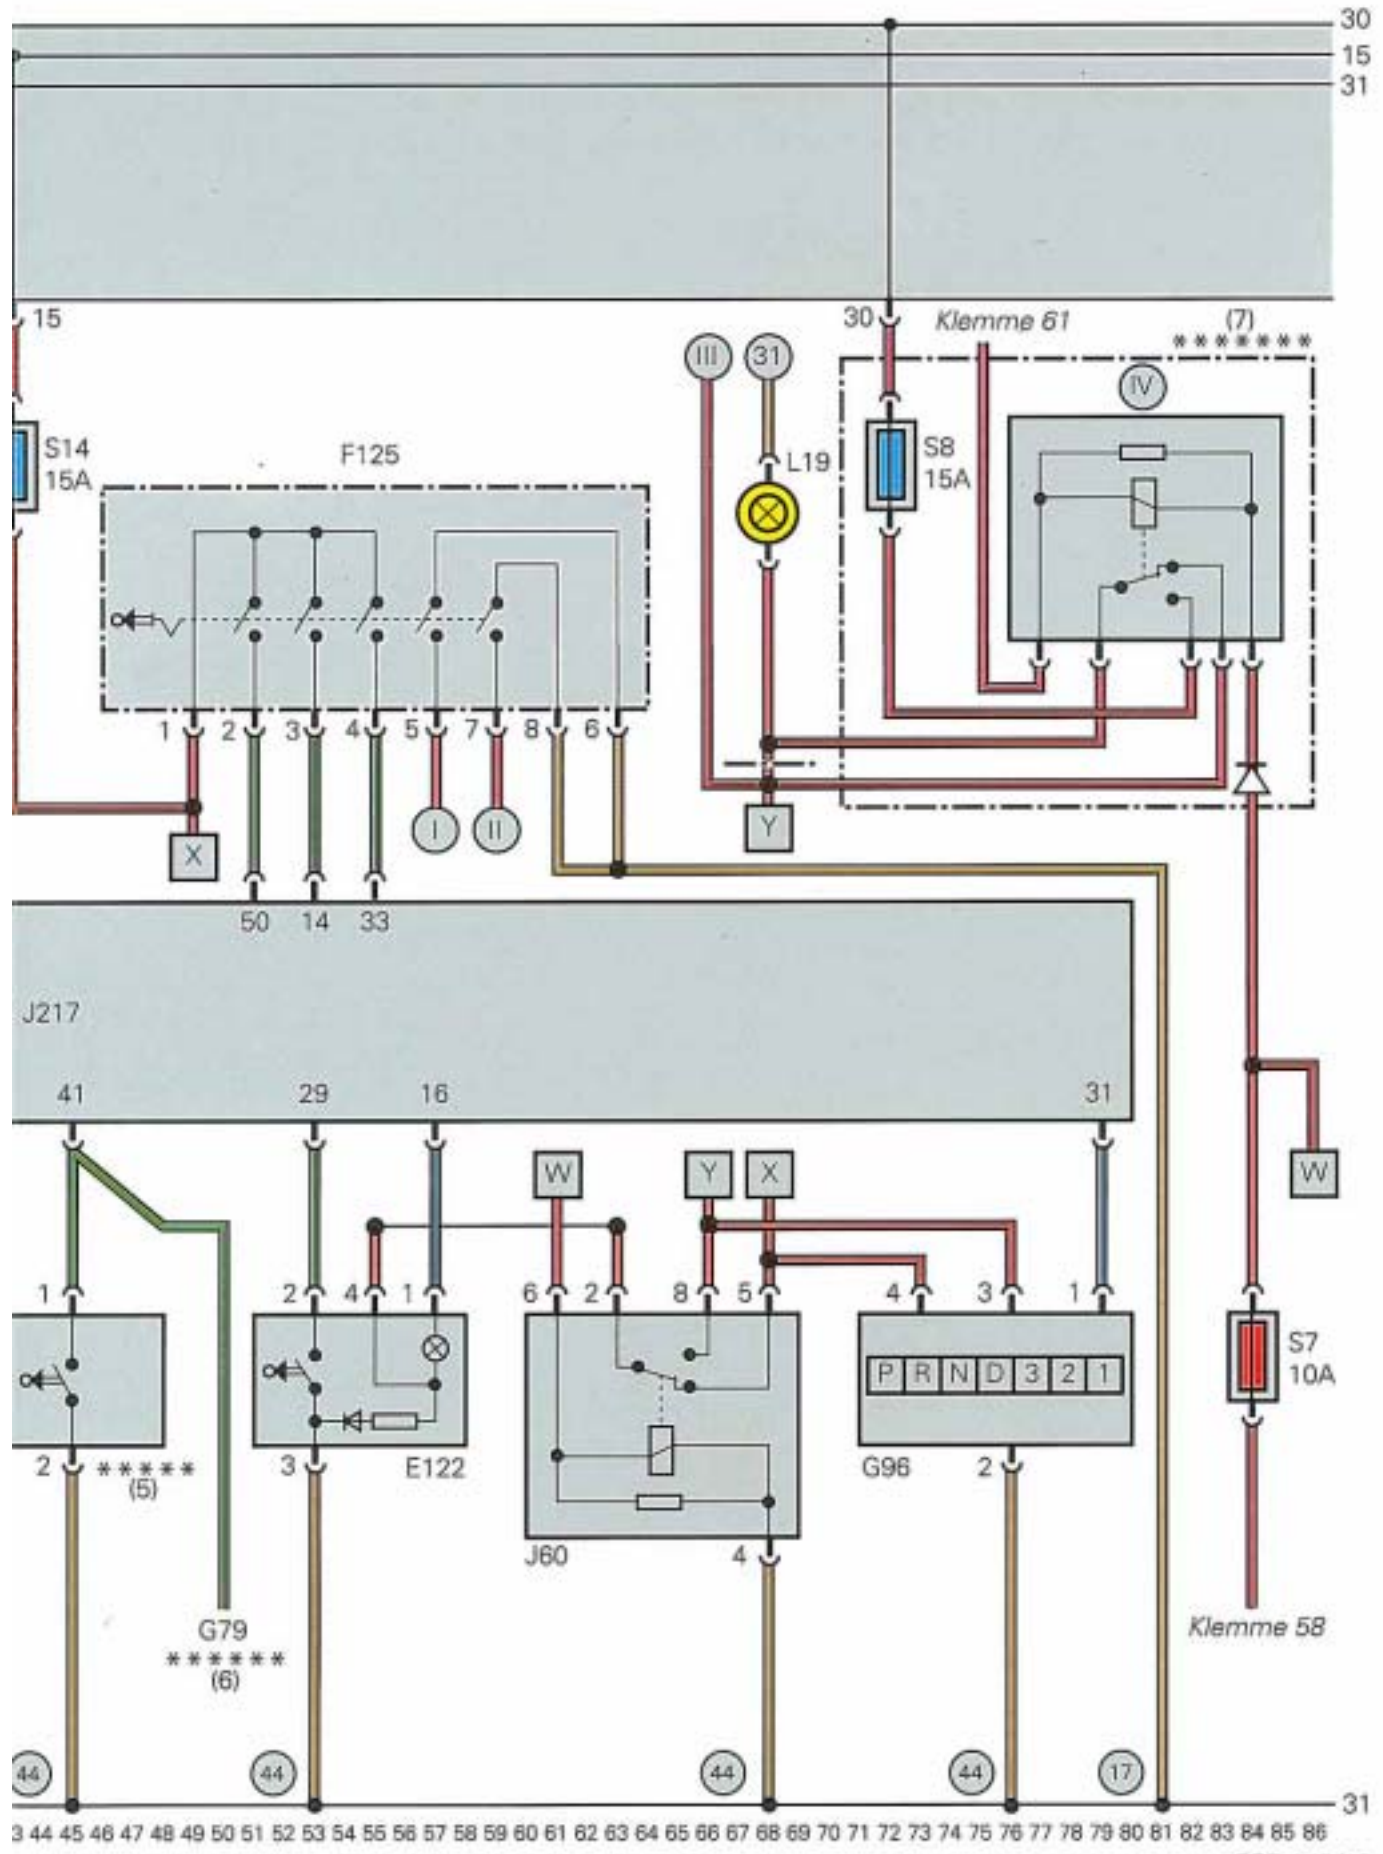 30
15
31
15
30
Klemme 61
(7)
* * * * * * *
III
31
IV
S14
15A
F125
L19
S8
15A
1 2 3 4 5 7 8 6
I II
Y
X
50 14 33
J217
41 29 16 31
W Y X
W
1 2 4 1 6 2 8 5 4 3 1
P R N D 3 2 1
S7
10A
2 * * * * *
(5)
3 E122
G96 2
J60 4
G79
* * * * * *
(6)
Klemme 58
44 44 44 44 17
31
3 44 45 46 47 48 49 50 51 52 53 54 55 56 57 58 59 60 61 62 63 64 65 66 67 68 69 70 71 72 73 74 75 76 77 78 79 80 81 82 83 84 85 86